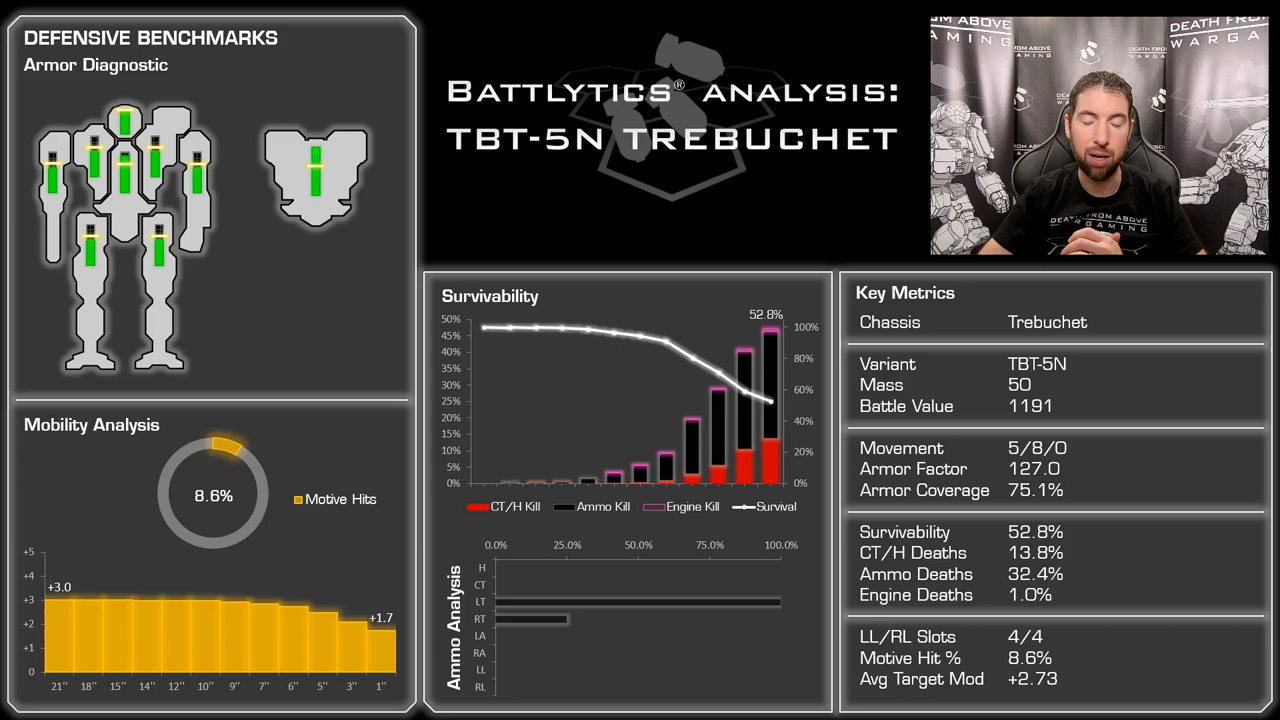 DEFENSIVE BENCHMARKS
Armor Diagnostic
BATTLYTICS® ANALYSIS:
TBT-5N TREBUCHET
DEATH FROM ABOVE
WARGA
DEATH FROM ABOVE
WARGAMING
Mobility Analysis
8.6%
Motive Hits
+5
+4
+3
+2
+1
0
+3.0
+1.7
21" 18" 15" 14" 12" 10" 9" 7" 6" 5" 3" 1"
Survivability
52.8%
50%
45%
40%
35%
30%
25%
20%
15%
10%
5%
0%
100%
80%
60%
40%
20%
0%
CT/H Kill Ammo Kill Engine Kill Survival
Ammo Analysis
0.0% 25.0% 50.0% 75.0% 100.0%
H
CT
LT
RT
LA
RA
LL
RL
Key Metrics
Chassis Trebuchet
Variant TBT-5N
Mass 50
Battle Value 1191
Movement 5/8/0
Armor Factor 127.0
Armor Coverage 75.1%
Survivability 52.8%
CT/H Deaths 13.8%
Ammo Deaths 32.4%
Engine Deaths 1.0%
LL/RL Slots 4/4
Motive Hit % 8.6%
Avg Target Mod +2.73